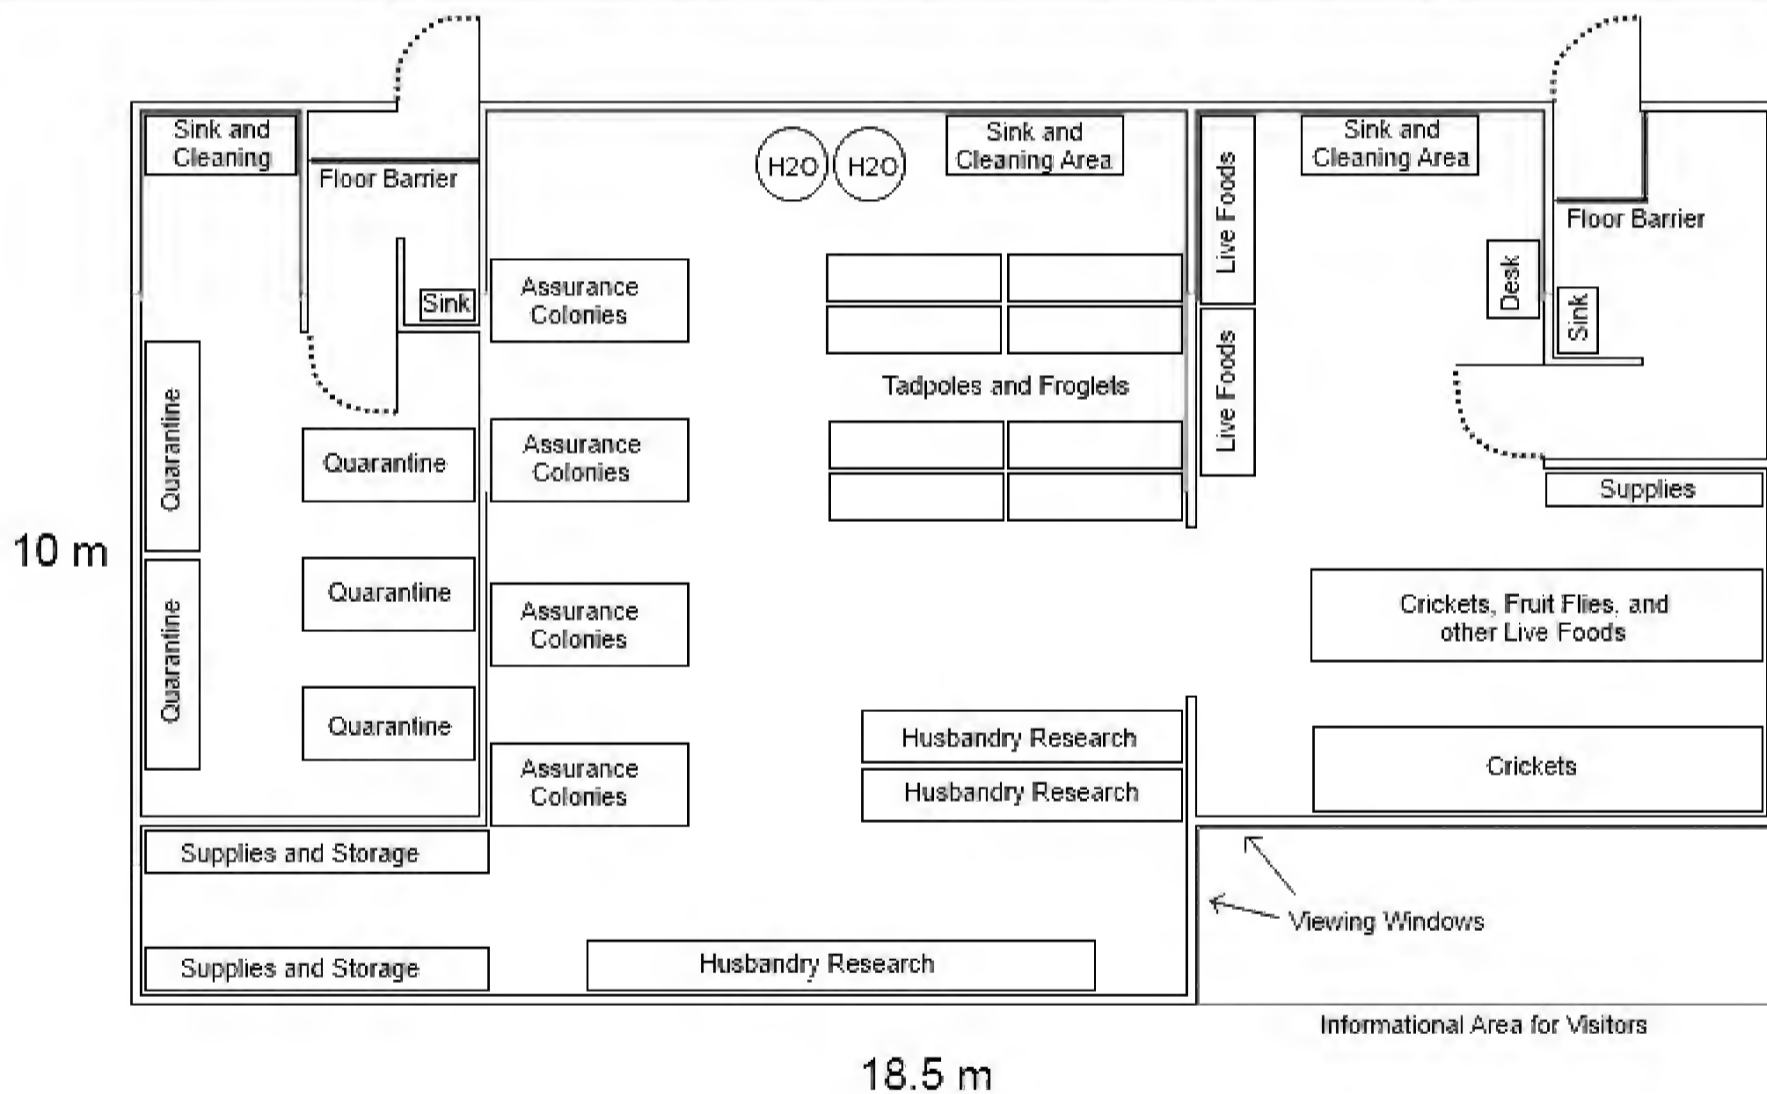 Sink and
Cleaning
Floor Barrier
Sink
H2O
H2O
Sink and
Cleaning Area
Live Foods
Live Foods
Sink and
Cleaning Area
Desk
Sink
Floor Barrier
Assurance
Colonies
Tadpoles and Froglets
Quarantine
Quarantine
Assurance
Colonies
Supplies
10 m
Quarantine
Quarantine
Assurance
Colonies
Crickets, Fruit Flies, and
other Live Foods
Quarantine
Assurance
Colonies
Husbandry Research
Husbandry Research
Crickets
Supplies and Storage
Viewing Windows
Supplies and Storage
Husbandry Research
Informational Area for Visitors
18.5 m